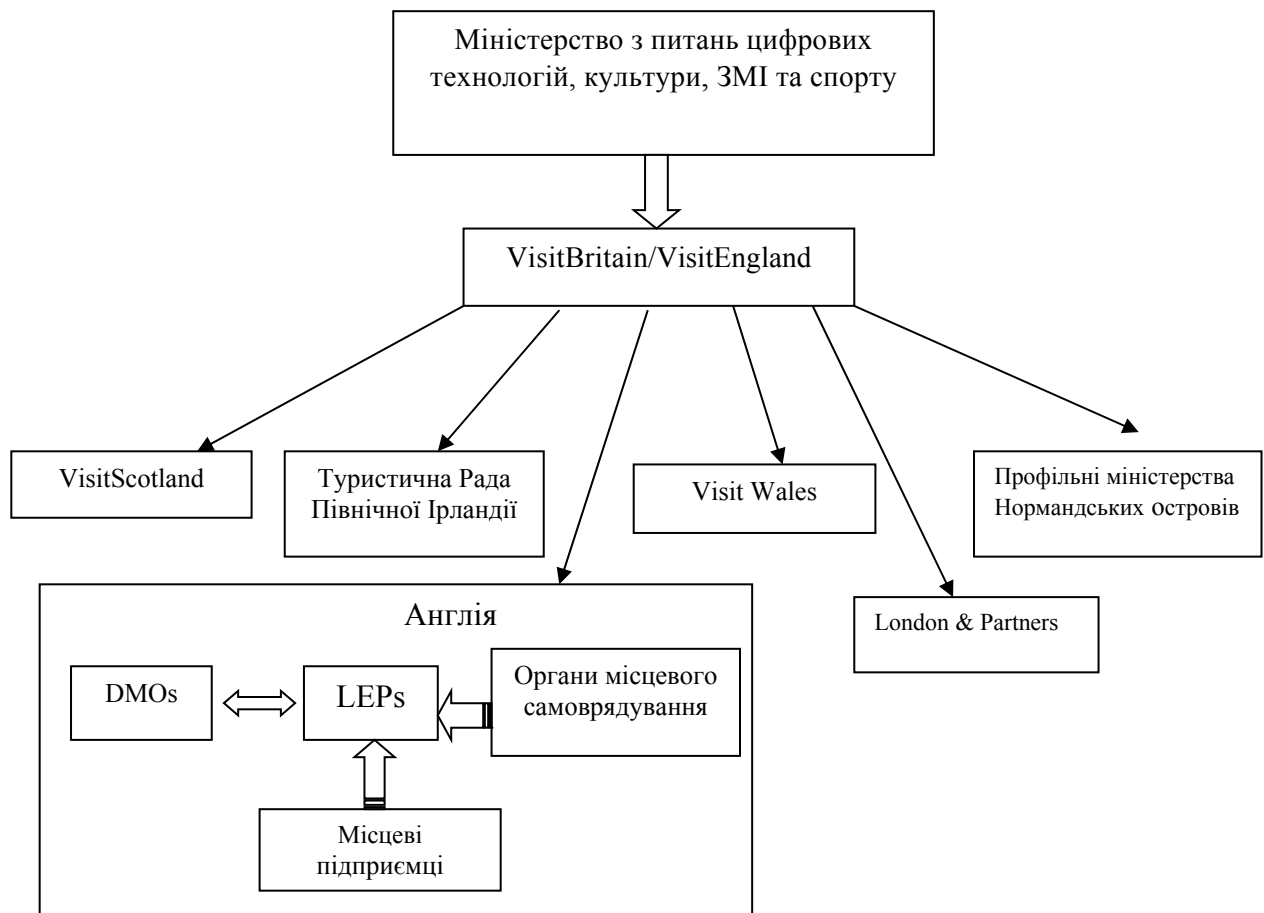 Міністерство з питань цифрових
технологій, культури, ЗМІ та спорту
VisitBritain/VisitEngland
VisitScotland
Туристична Рада
Північної Ірландії
Visit Wales
Профільні міністерства
Нормандських островів
Англія
London & Partners
DMOs
LEPs
Органи місцевого
самоврядування
Місцеві
підприємці